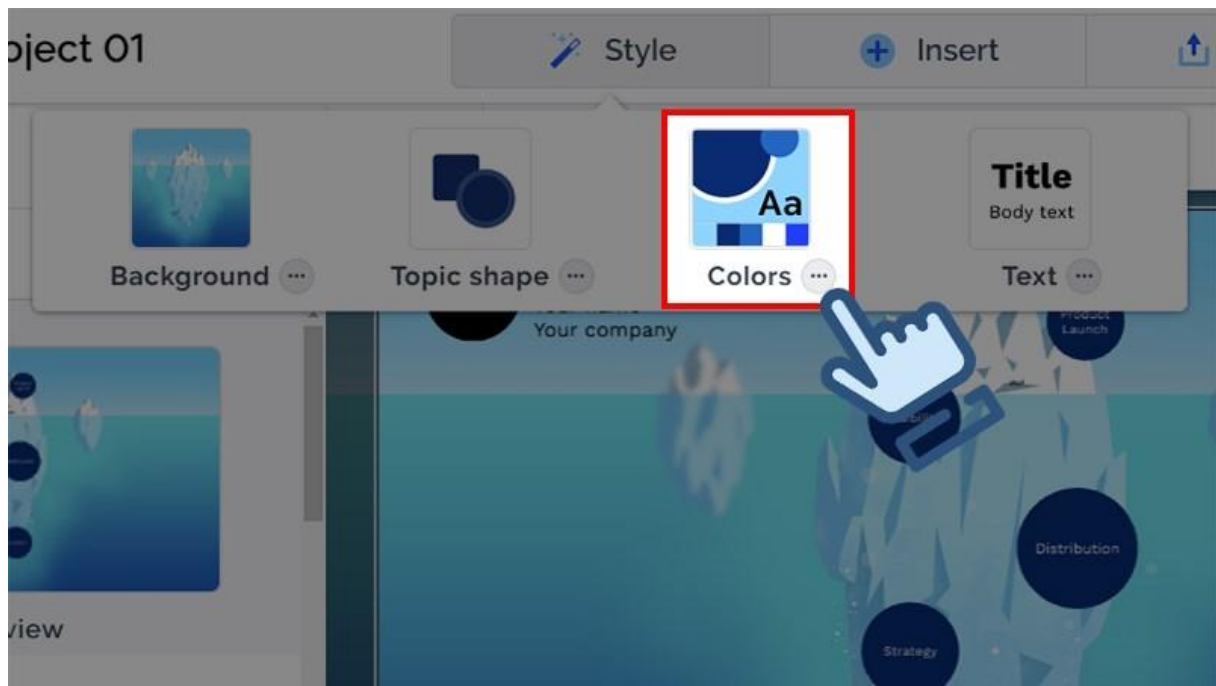 oject 01
Style
Insert
Aa
Title
Body text
Background
Topic shape
Colors
Text
Your company
Product
Launch
Distribution
Strategy
view